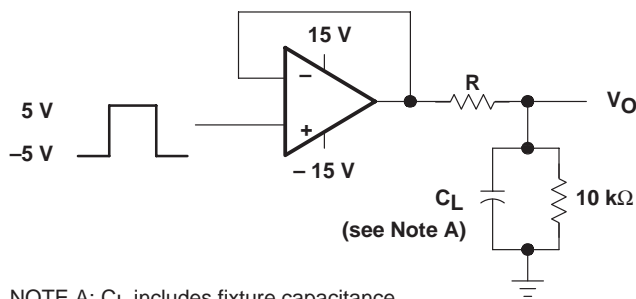 15 V
R
VO
5 V
–5 V
–
+
– 15 V
CL
10 kΩ
(see Note A)
NOTE A: CL includes fixture capacitance